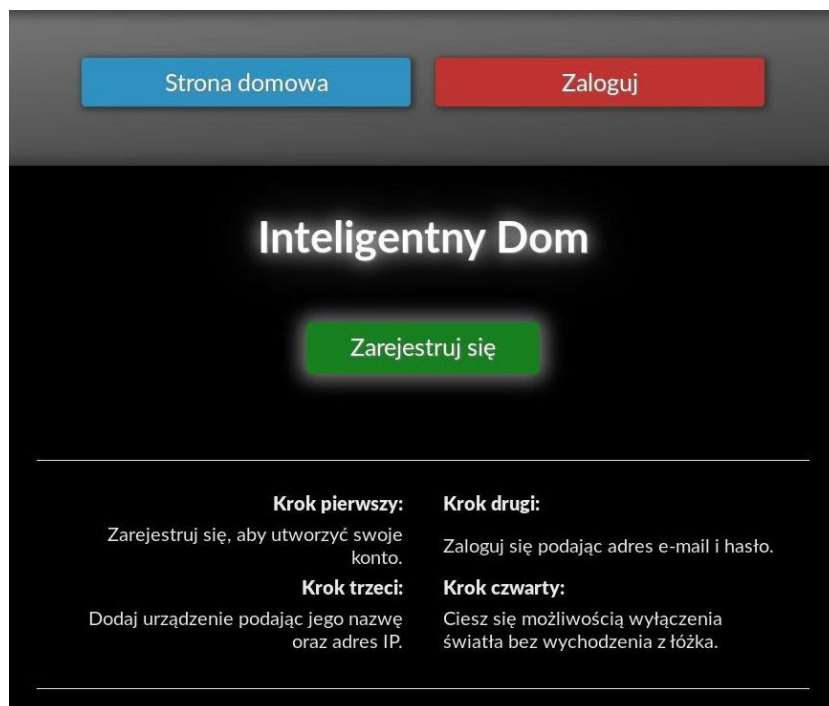 Strona domowa
Zaloguj
Inteligentny Dom
Zarejestruj się
Krok pierwszy:
Zarejestruj się, aby utworzyć swoje
konto.
Krok drugi:
Zaloguj się podając adres e-mail i hasło.
Krok trzeci:
Dodaj urządzenie podając jego nazwę
oraz adres IP.
Krok czwarty:
Ciesz się możliwością wyłączenia
światła bez wychodzenia z łóżka.